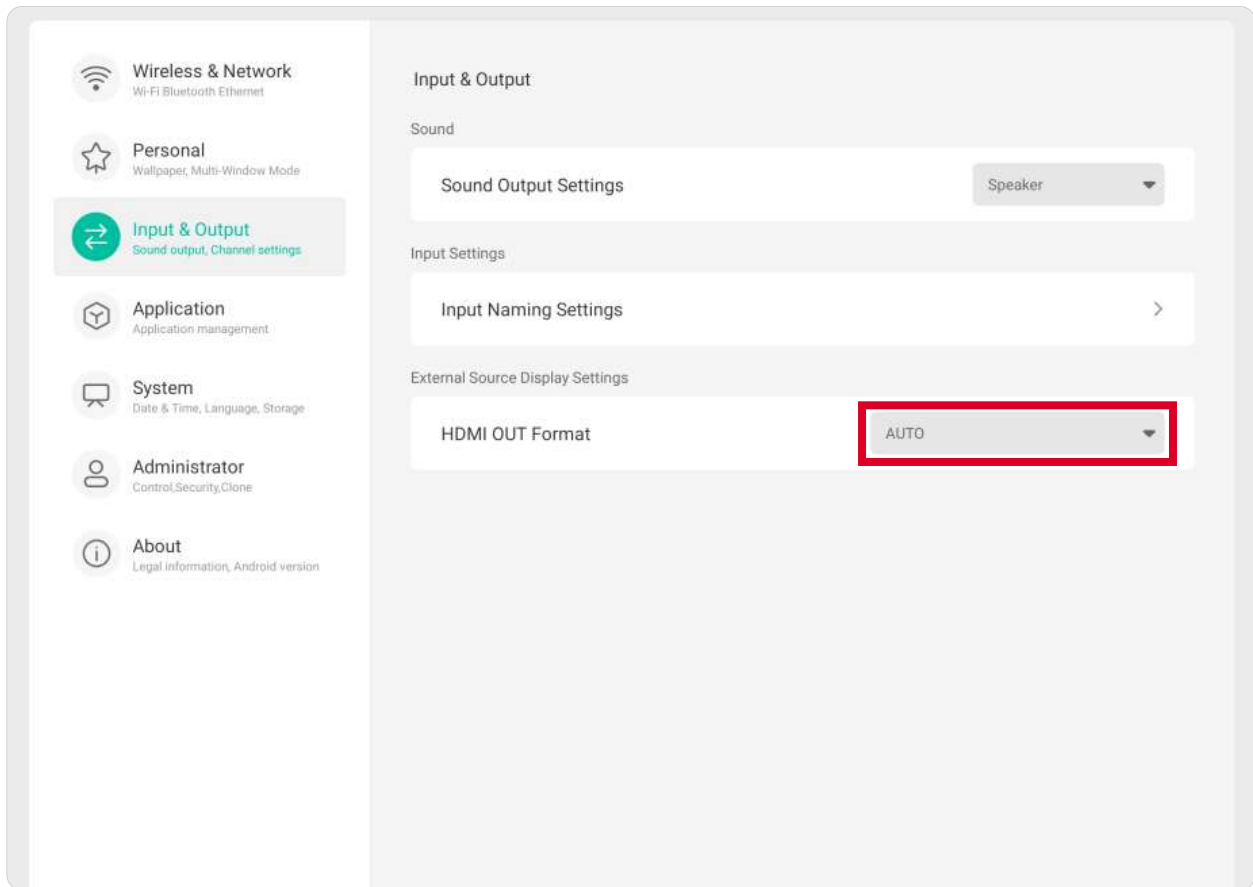 Wireless & Network
Wi-Fi Bluetooth Ethernet
Personal
Wallpaper, Multi-Window Mode
Input & Output
Sound output, Channel settings
Application
Application management
System
Date & Time, Language, Storage
Administrator
Control,Security,Clone
About
Legal information, Android version
Input & Output
Sound
Sound Output Settings
Speaker
Input Settings
Input Naming Settings
External Source Display Settings
HDMI OUT Format
AUTO